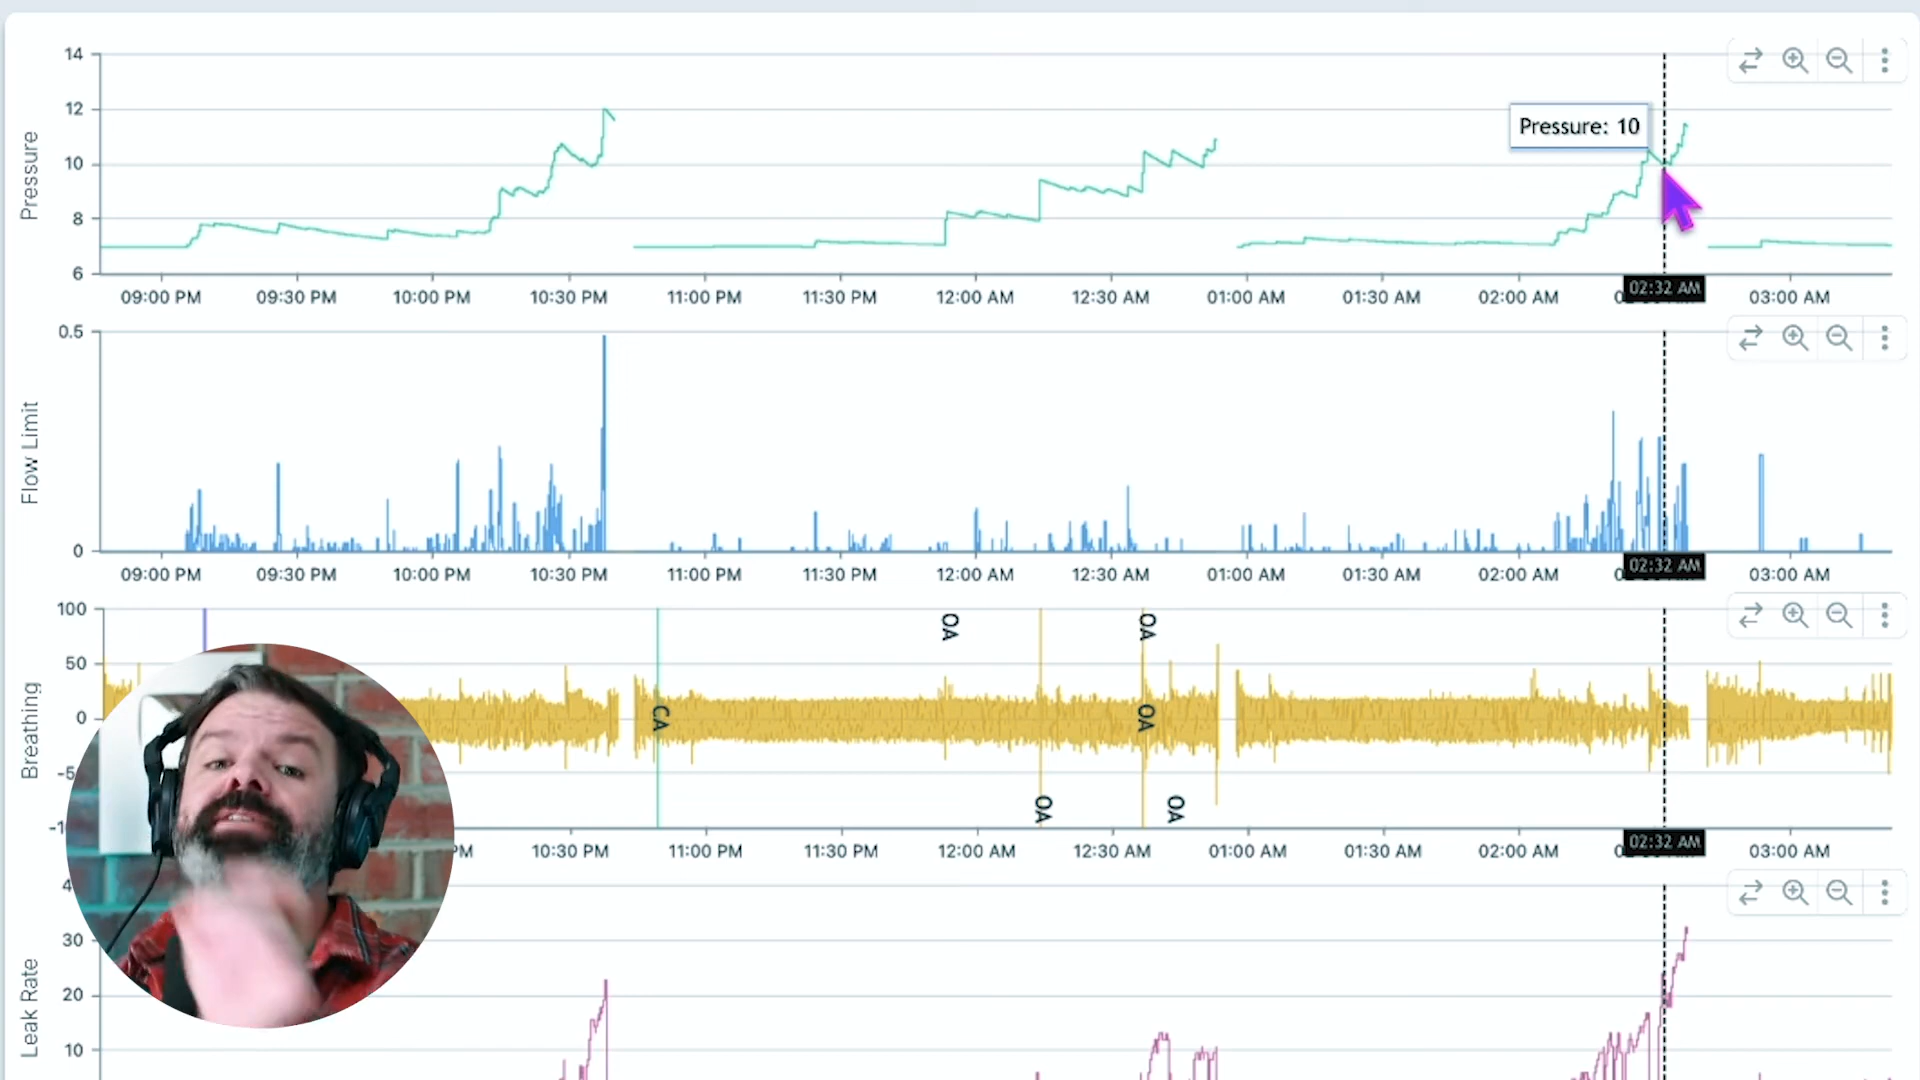 14
12
Pressure: 10
10
8
6
Pressure
09:00 PM 09:30 PM 10:00 PM 10:30 PM 11:00 PM 11:30 PM 12:00 AM 12:30 AM 01:00 AM 01:30 AM 02:00 AM 02:32 AM 03:00 AM
0.5
0
Flow Limit
09:00 PM 09:30 PM 10:00 PM 10:30 PM 11:00 PM 11:30 PM 12:00 AM 12:30 AM 01:00 AM 01:30 AM 02:00 AM 02:32 AM 03:00 AM
100
OA OA
50
0
CA OA
-5
OA OA
-1
Breathing
PM 10:30 PM 11:00 PM 11:30 PM 12:00 AM 12:30 AM 01:00 AM 01:30 AM 02:00 AM 02:32 AM 03:00 AM
4
30
20
10
Leak Rate